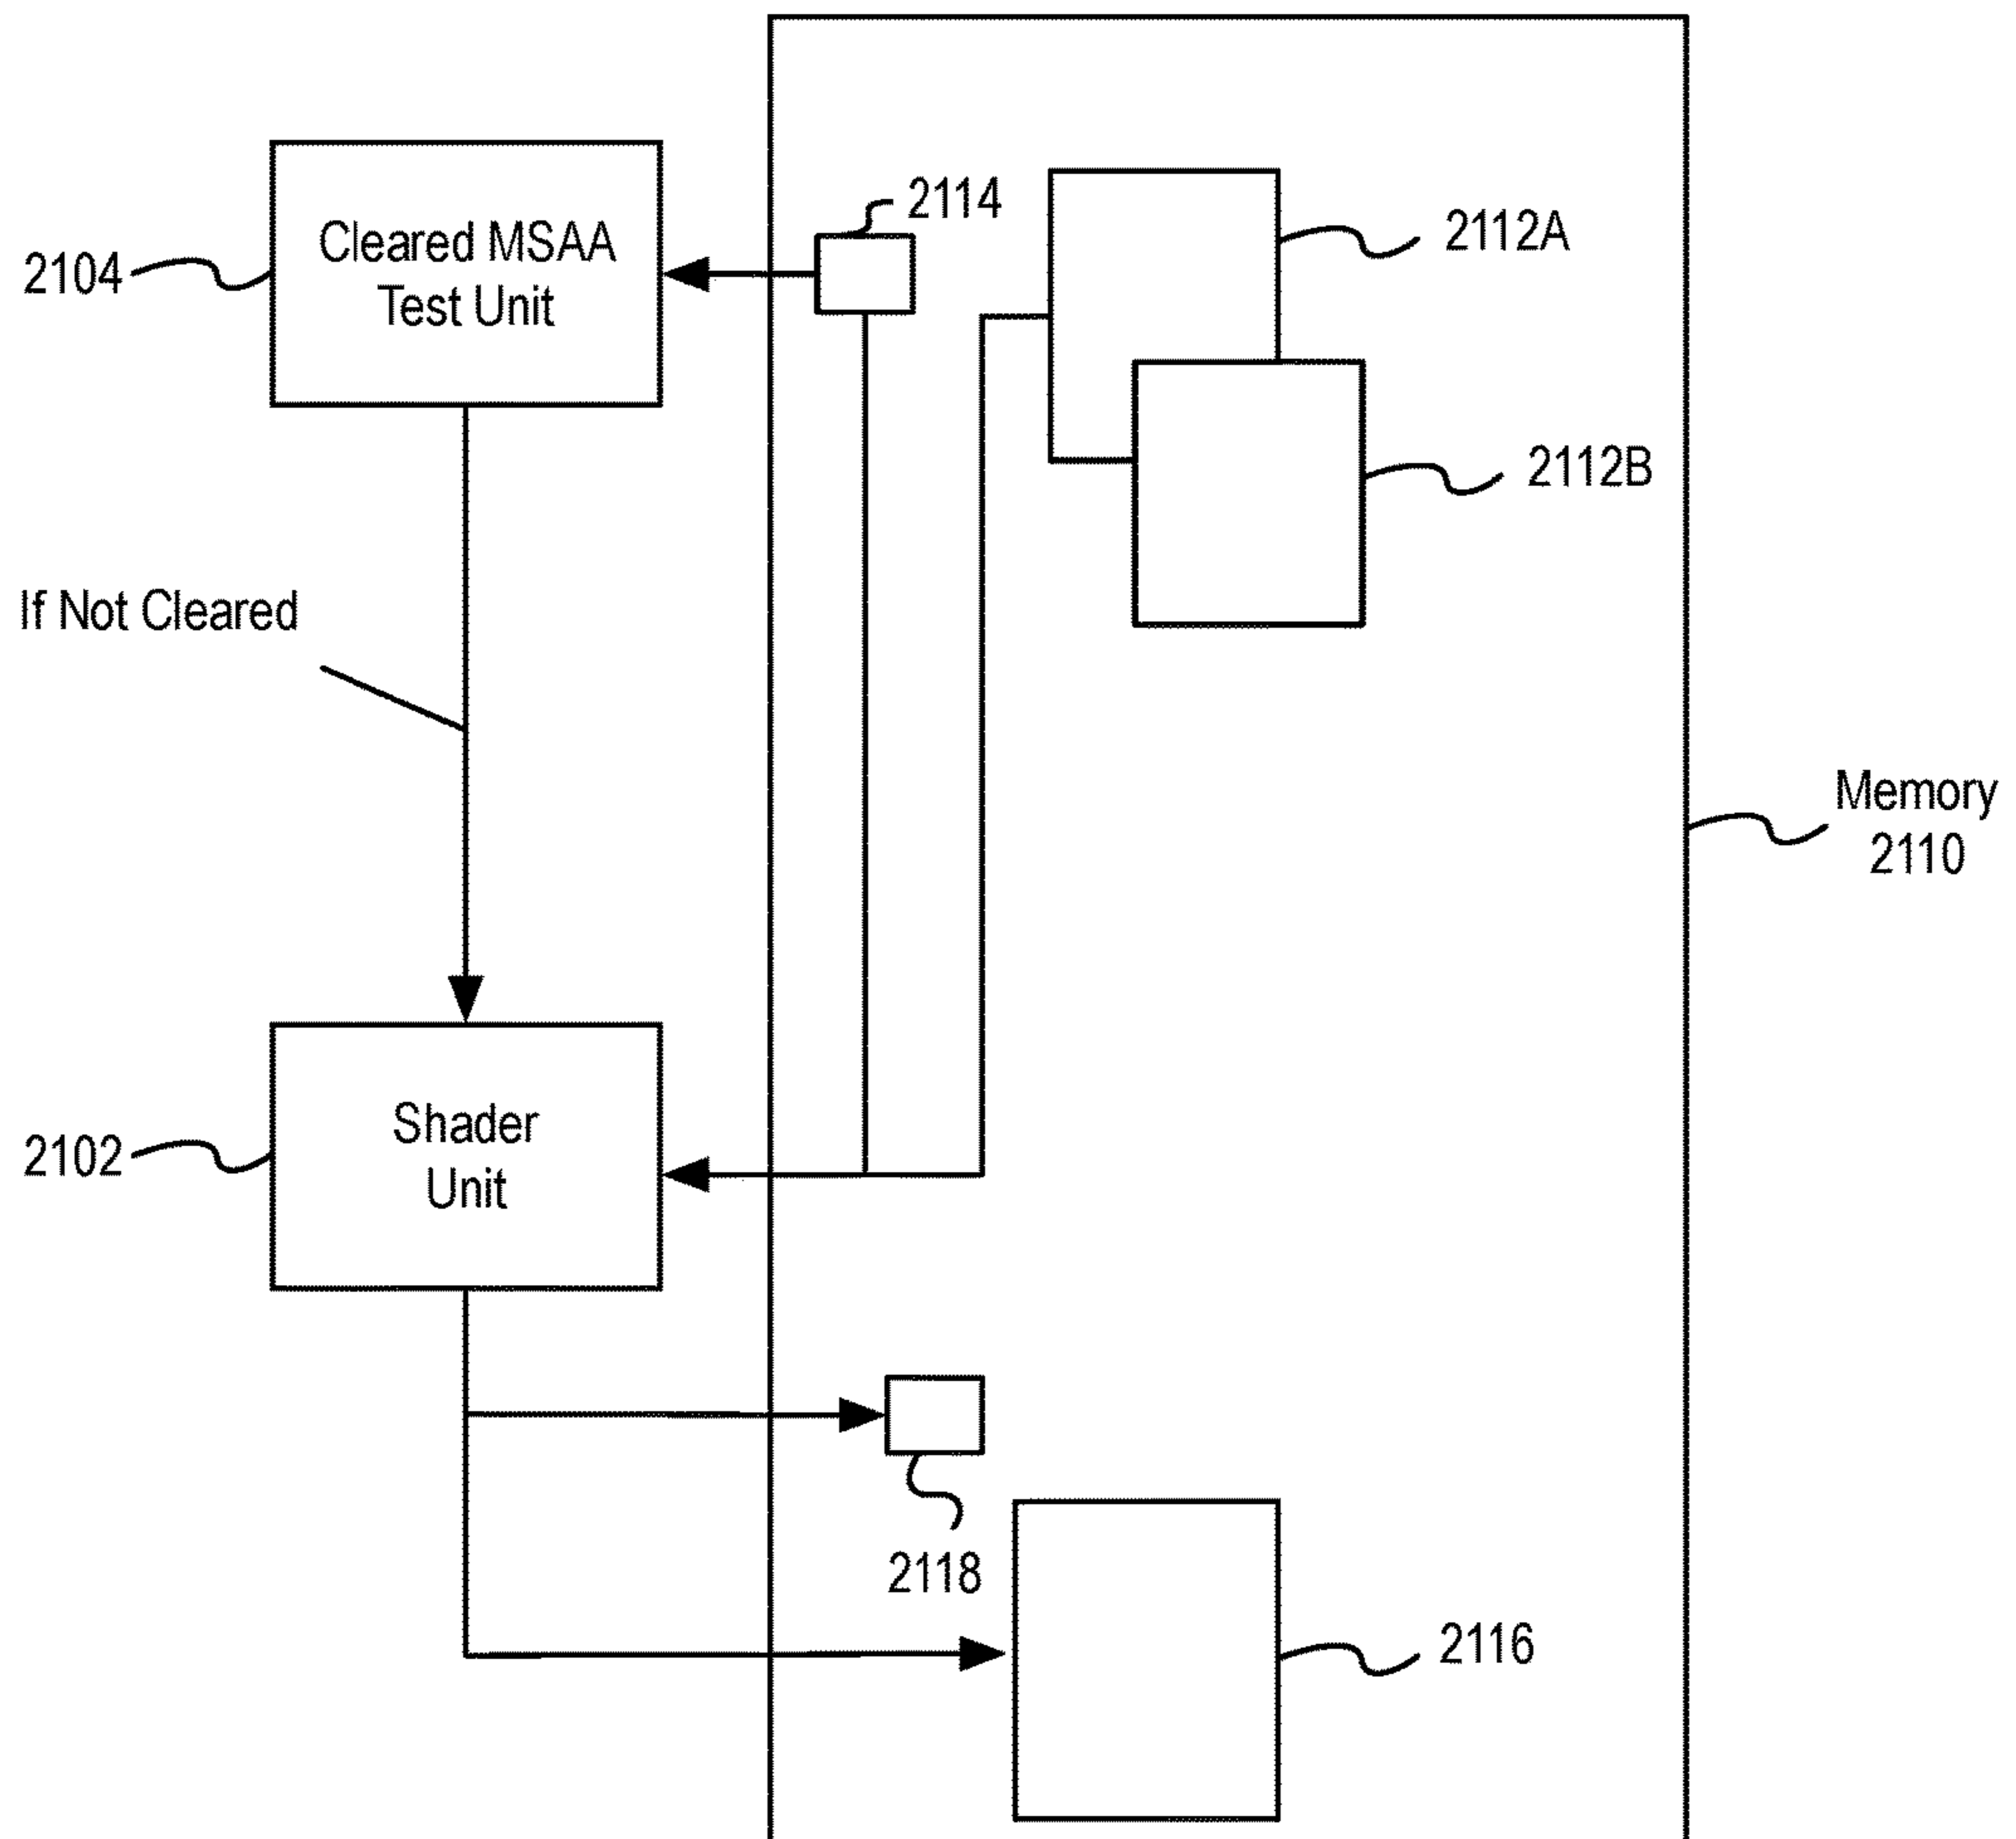 2114
2112A
2104
Cleared MSAA
Test Unit
2112B
If Not Cleared
Memory
2110
2102
Shader
Unit
2118
2116